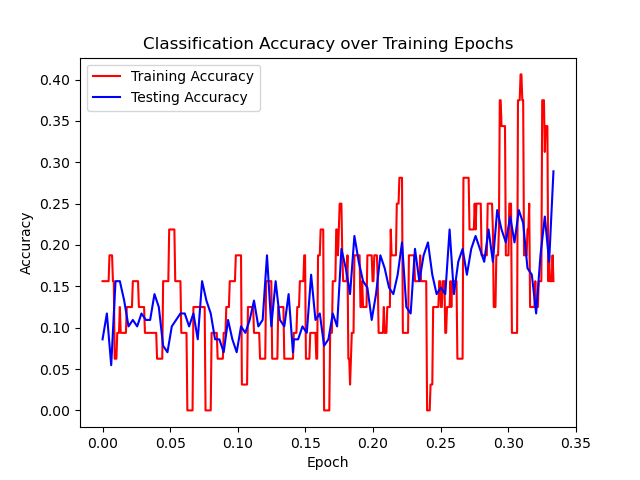 Classification Accuracy over Training Epochs
Training Accuracy
Testing Accuracy
0.40
0.35
0.30
0.25
0.20
0.15
0.10
0.05
0.00
Accuracy
0.00 0.05 0.10 0.15 0.20 0.25 0.30 0.35
Epoch